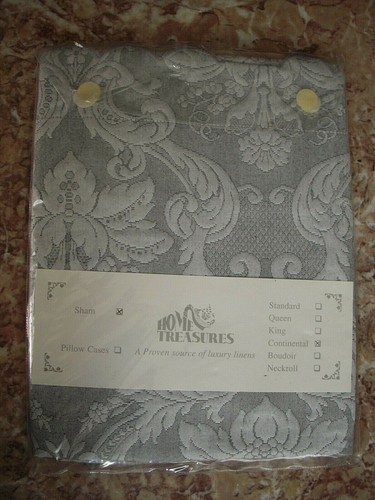 Sham
Pillow Cases
HOME
TREASURES
A Proven source of luxury linens
Standard
Queen
King
Continental
Boudoir
Neckroll